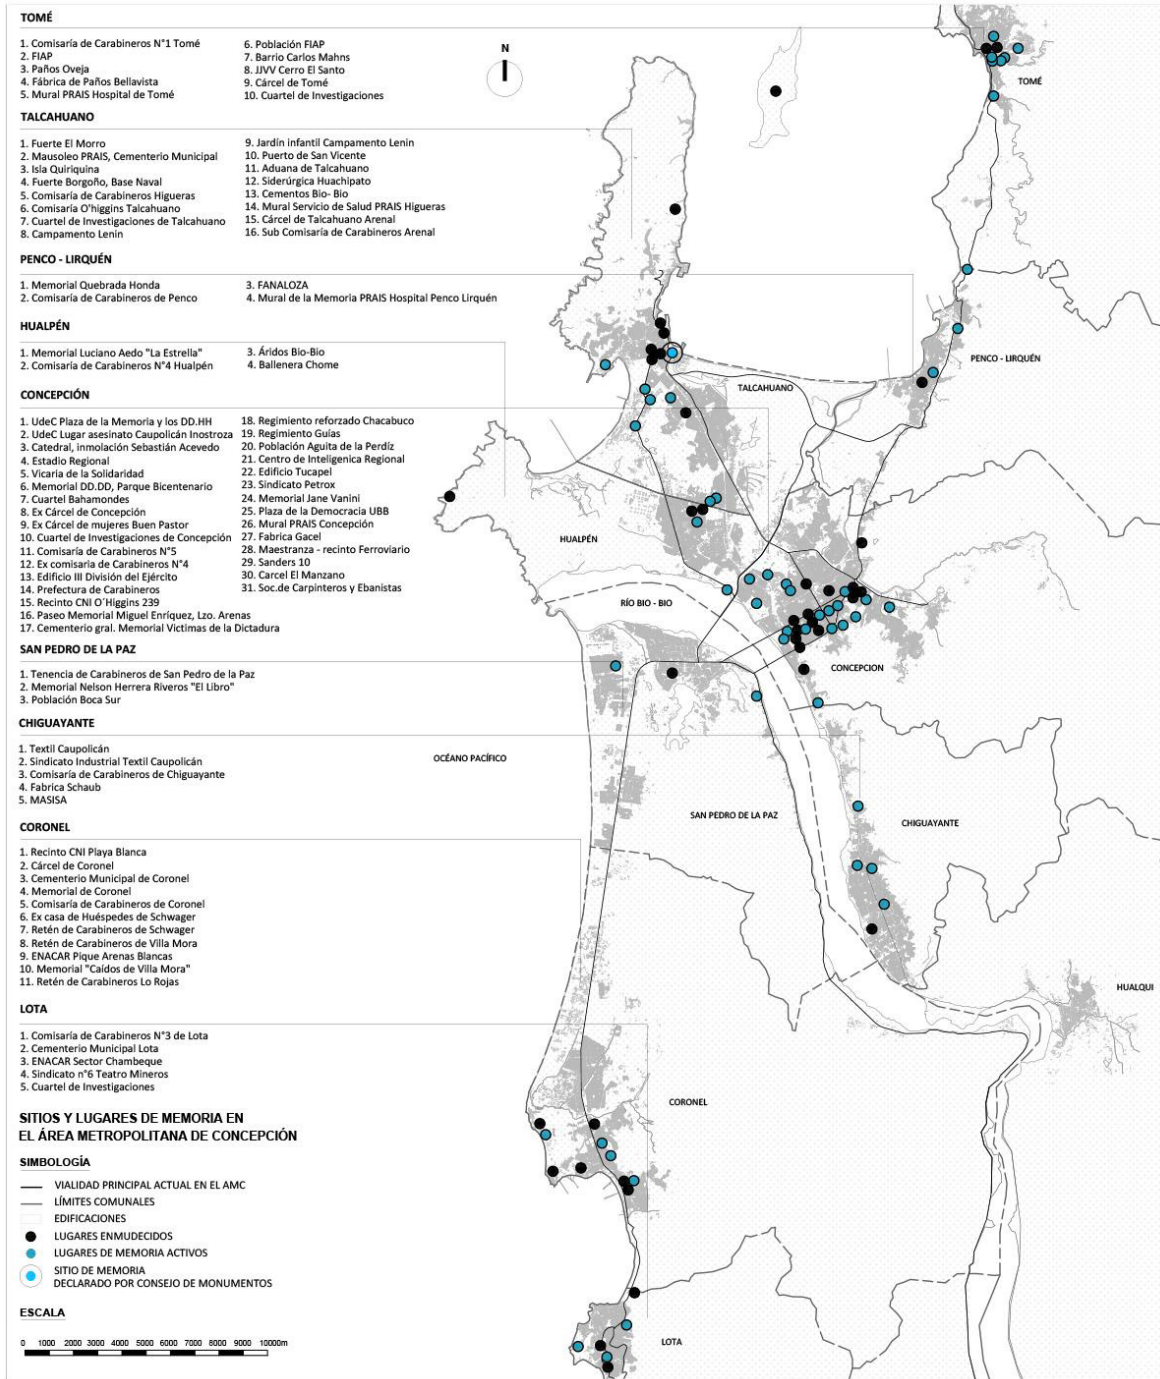 TOMÉ
1. Comisaría de Carabineros N°1 Tomé
2. FIAP
3. Paños Oveja
4. Fábrica de Paños Bellavista
5. Mural PRAIS Hospital de Tomé
6. Población FIAP
7. Barrio Carlos Mahns
8. JJVV Cerro El Santo
9. Cárcel de Tomé
10. Cuartel de Investigaciones
TALCAHUANO
1. Fuerte El Morro
2. Mausoleo PRAIS, Cementerio Municipal
3. Isla Quiriquina
4. Fuerte Borgoño, Base Naval
5. Comisaría de Carabineros Higueras
6. Comisaría O'higgins Talcahuano
7. Cuartel de Investigaciones de Talcahuano
8. Campamento Lenin
9. Jardín infantil Campamento Lenin
10. Puerto de San Vicente
11. Aduana de Talcahuano
12. Siderúrgica Huachipato
13. Cementos Bio- Bio
14. Mural Servicio de Salud PRAIS Higueras
15. Cárcel de Talcahuano Arenal
16. Sub Comisaría de Carabineros Arenal
PENCO - LIRQUÉN
1. Memorial Quebrada Honda
2. Comisaría de Carabineros de Penco
3. FANALOZA
4. Mural de la Memoria PRAIS Hospital Penco Lirquén
HUALPÉN
1. Memorial Luciano Aedo "La Estrella"
2. Comisaría de Carabineros N°4 Hualpén
3. Áridos Bio-Bio
4. Ballenera Chome
CONCEPCIÓN
1. UdeC Plaza de la Memoria y los DD.HH
2. UdeC Lugar asesinato Caupolicán Inostroza
3. Catedral, inmolación Sebastián Acevedo
4. Estadio Regional
5. Vicaria de la Solidaridad
6. Memorial DD.DD, Parque Bicentenario
7. Cuartel Bahamondes
8. Ex Cárcel de Concepción
9. Ex Cárcel de mujeres Buen Pastor
10. Cuartel de Investigaciones de Concepción
11. Comisaría de Carabineros N°5
12. Ex comisaria de Carabineros N°4
13. Edificio III División del Ejército
14. Prefectura de Carabineros
15. Recinto CNI O´Higgins 239
16. Paseo Memorial Miguel Enríquez, Lzo. Arenas
17. Cementerio gral. Memorial Victimas de la Dictadura
18. Regimiento reforzado Chacabuco
19. Regimiento Guías
20. Población Aguita de la Perdíz
21. Centro de Inteligenica Regional
22. Edificio Tucapel
23. Sindicato Petrox
24. Memorial Jane Vanini
25. Plaza de la Democracia UBB
26. Mural PRAIS Concepción
27. Fabrica Gacel
28. Maestranza - recinto Ferroviario
29. Sanders 10
30. Carcel El Manzano
31. Soc.de Carpinteros y Ebanistas
SAN PEDRO DE LA PAZ
1. Tenencia de Carabineros de San Pedro de la Paz
2. Memorial Nelson Herrera Riveros "El Libro"
3. Población Boca Sur
CHIGUAYANTE
1. Textil Caupolicán
2. Sindicato Industrial Textil Caupolicán
3. Comisaría de Carabineros de Chiguayante
4. Fabrica Schaub
5. MASISA
CORONEL
1. Recinto CNI Playa Blanca
2. Cárcel de Coronel
3. Cementerio Municipal de Coronel
4. Memorial de Coronel
5. Comisaría de Carabineros de Coronel
6. Ex casa de Huéspedes de Schwager
7. Retén de Carabineros de Schwager
8. Retén de Carabineros de Villa Mora
9. ENACAR Pique Arenas Blancas
10. Memorial "Caídos de Villa Mora"
11. Retén de Carabineros Lo Rojas
LOTA
1. Comisaría de Carabineros N°3 de Lota
2. Cementerio Municipal Lota
3. ENACAR Sector Chambeque
4. Sindicato n°6 Teatro Mineros
5. Cuartel de Investigaciones
SITIOS Y LUGARES DE MEMORIA EN
EL ÁREA METROPOLITANA DE CONCEPCIÓN
SIMBOLOGÍA
VIALIDAD PRINCIPAL ACTUAL EN EL AMC
LÍMITES COMUNALES
EDIFICACIONES
LUGARES ENMUDECIDOS
LUGARES DE MEMORIA ACTIVOS
SITIO DE MEMORIA
DECLARADO POR CONSEJO DE MONUMENTOS
ESCALA
0 1000 2000 3000 4000 5000 6000 7000 8000 9000 10000m
N
TOMÉ
PENCO - LIRQUÉN
TALCAHUANO
HUALPÉN
RÍO BIO - BIO
CONCEPCION
OCÉANO PACÍFICO
SAN PEDRO DE LA PAZ
CHIGUAYANTE
HUALQUI
CORONEL
LOTA